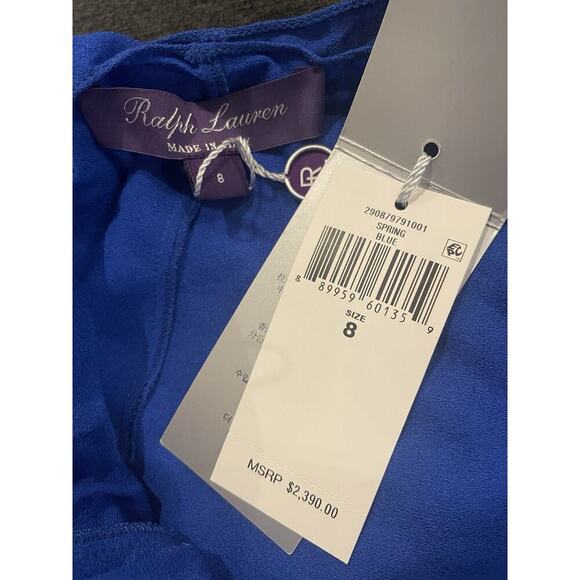 Ralph Lauren
MADE IN
8
R
290879791001
SPRING
BLUE
8 89959 60135 9
SIZE
8
MSRP $2,390.00